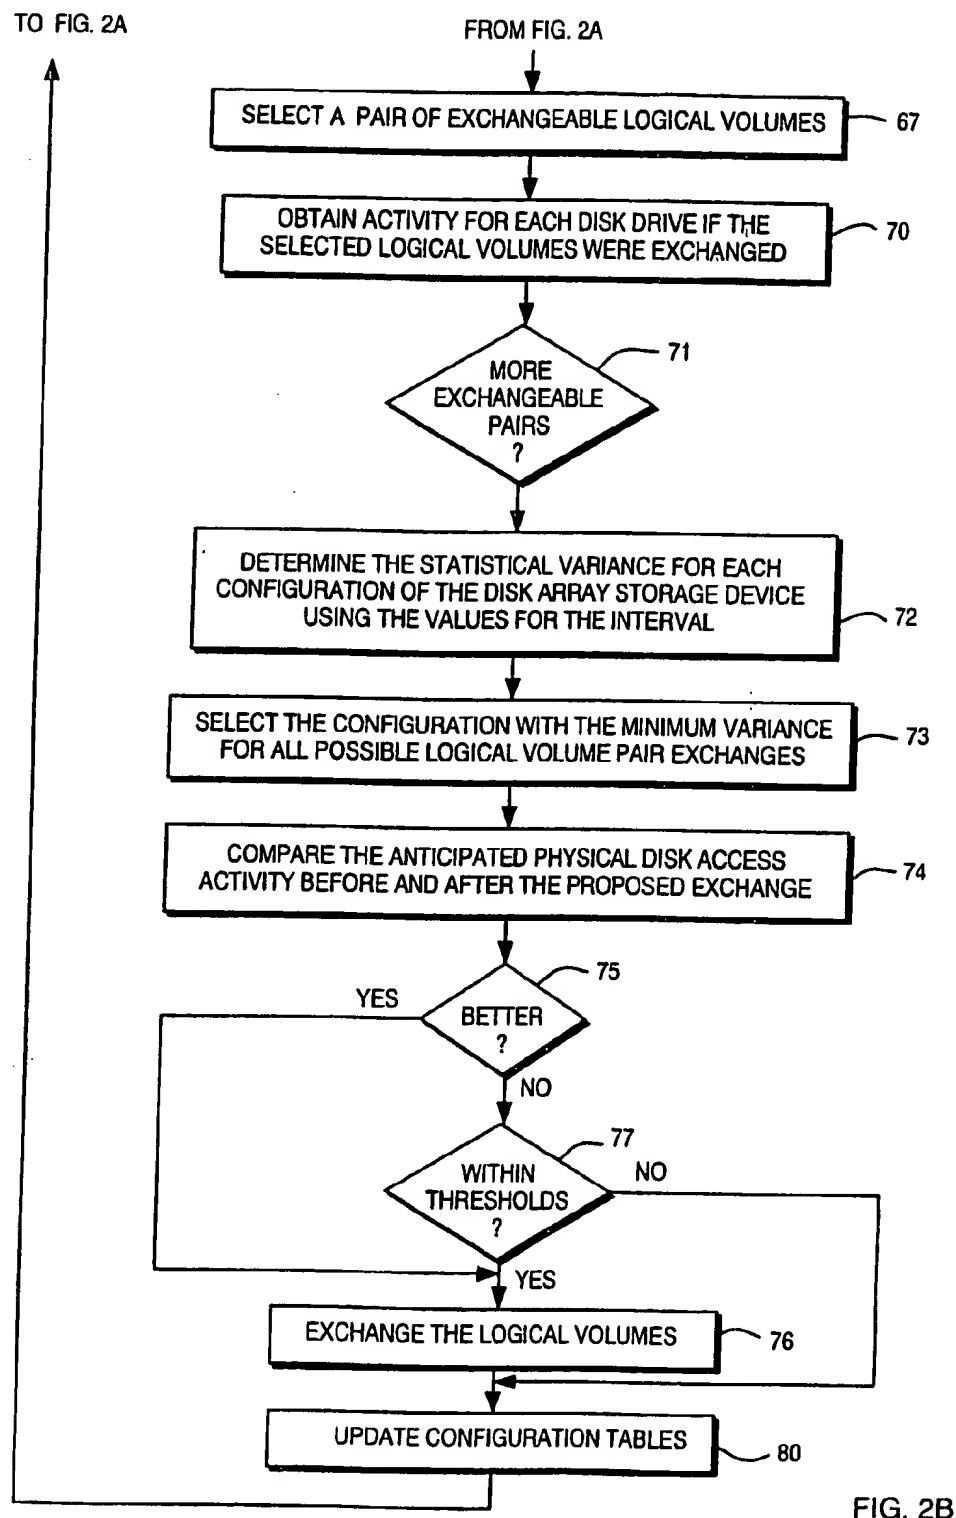 TO FIG. 2A
FROM FIG. 2A
SELECT A PAIR OF EXCHANGEABLE LOGICAL VOLUMES
67
OBTAIN ACTIVITY FOR EACH DISK DRIVE IF THE
SELECTED LOGICAL VOLUMES WERE EXCHANGED
70
71
MORE
EXCHANGEABLE
PAIRS
?
DETERMINE THE STATISTICAL VARIANCE FOR EACH
CONFIGURATION OF THE DISK ARRAY STORAGE DEVICE
USING THE VALUES FOR THE INTERVAL
72
SELECT THE CONFIGURATION WITH THE MINIMUM VARIANCE
FOR ALL POSSIBLE LOGICAL VOLUME PAIR EXCHANGES
73
COMPARE THE ANTICIPATED PHYSICAL DISK ACCESS
ACTIVITY BEFORE AND AFTER THE PROPOSED EXCHANGE
74
75
YES
BETTER
?
NO
77
WITHIN
THRESHOLDS
?
NO
YES
EXCHANGE THE LOGICAL VOLUMES
76
UPDATE CONFIGURATION TABLES
80
FIG. 2B